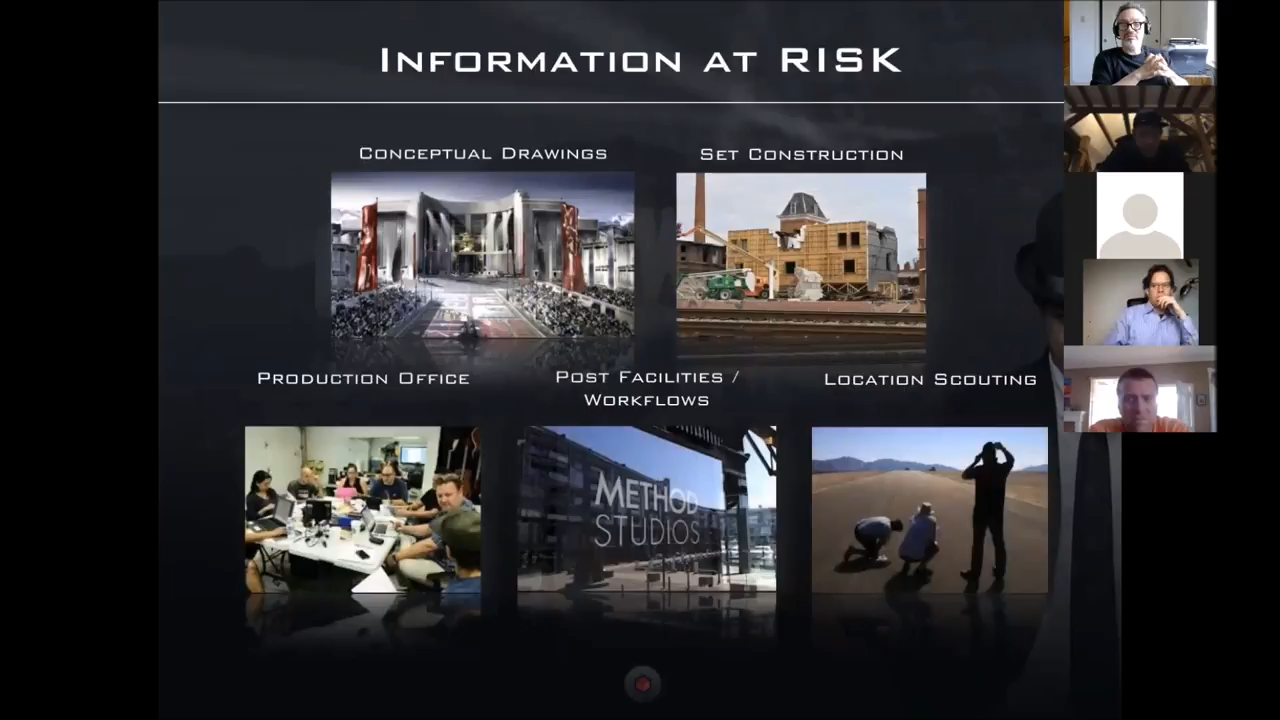 INFORMATION AT RISK
CONCEPTUAL DRAWINGS
SET CONSTRUCTION
PRODUCTION OFFICE
POST FACILITIES /
WORKFLOWS
LOCATION SCOUTING
METHOD
STUDIOS